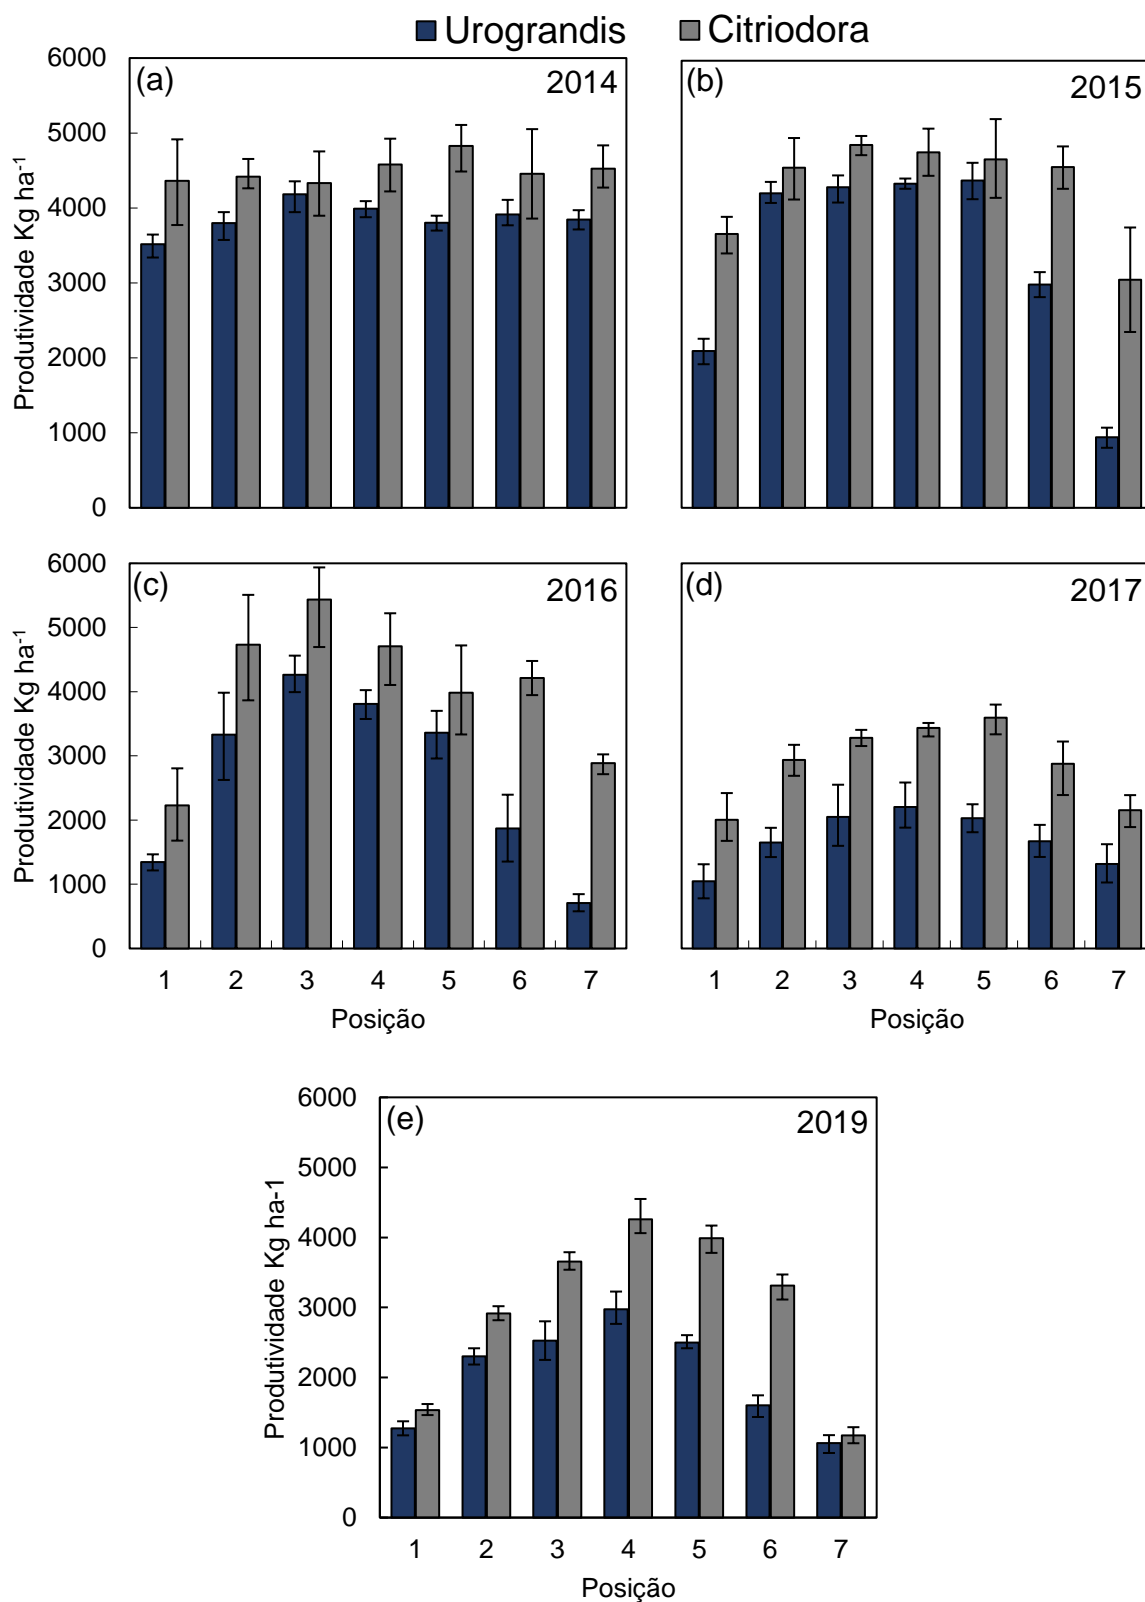 Urograndis Citriodora
(a) 2014
6000
5000
4000
3000
2000
1000
0
Produtividade Kg ha⁻¹
(b) 2015
(c) 2016
6000
5000
4000
3000
2000
1000
0
Produtividade Kg ha⁻¹
1 2 3 4 5 6 7
Posição
(d) 2017
1 2 3 4 5 6 7
Posição
(e) 2019
6000
5000
4000
3000
2000
1000
0
Produtividade Kg ha-1
1 2 3 4 5 6 7
Posição